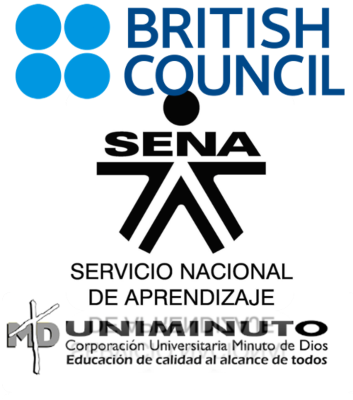 BRITISH
COUNCIL
SENA
SERVICIO NACIONAL
DE APRENDIZAJE
MD UNIMINUTO
Corporación Universitaria Minuto de Dios
Educación de calidad al alcance de todos